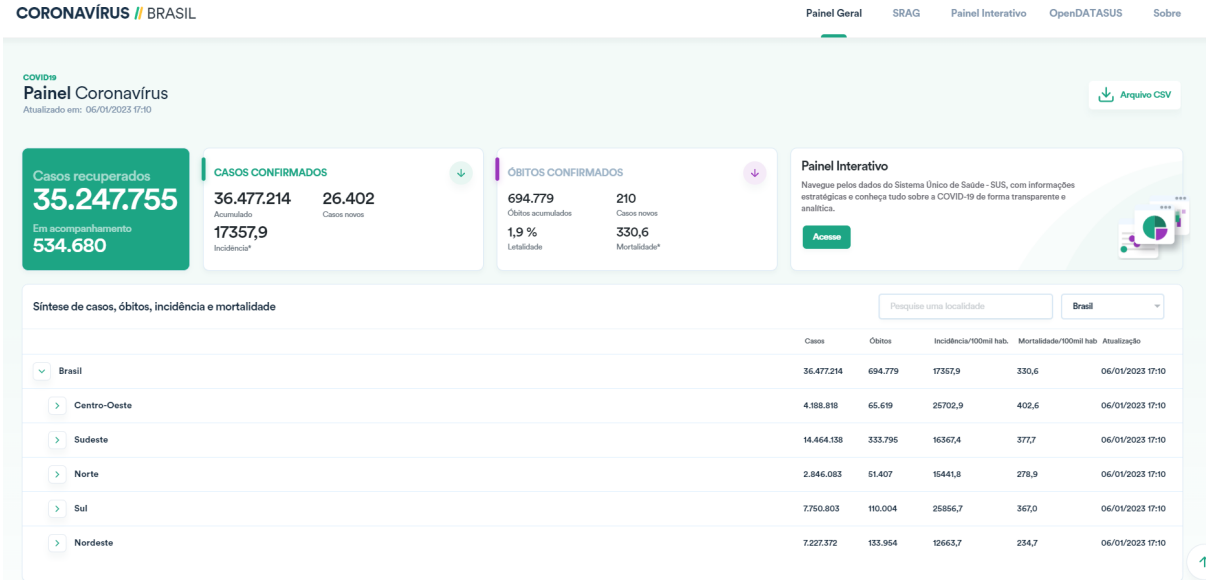 CORONAVÍRUS // BRASIL
Painel Geral SRAG Painel Interativo OpenDATASUS Sobre
COVID19
Painel Coronavírus
Atualizado em: 06/01/2023 17:10
Arquivo CSV
Casos recuperados
35.247.755
Em acompanhamento
534.680
CASOS CONFIRMADOS
36.477.214 26.402
Acumulado Casos novos
17357,9
Incidência*
ÓBITOS CONFIRMADOS
694.779 210
Óbitos acumulados Casos novos
1,9 % 330,6
Letalidade Mortalidade*
Painel Interativo
Navegue pelos dados do Sistema Único de Saúde - SUS, com informações
estratégicas e conheça tudo sobre a COVID-19 de forma transparente e
analítica.
Acesse
Síntese de casos, óbitos, incidência e mortalidade
Pesquise uma localidade Brasil
Casos Óbitos Incidência/100mil hab. Mortalidade/100mil hab Atualização
Brasil 36.477.214 694.779 17357,9 330,6 06/01/2023 17:10
Centro-Oeste 4.188.818 65.619 25702,9 402,6 06/01/2023 17:10
Sudeste 14.464.138 333.795 16367,4 377,7 06/01/2023 17:10
Norte 2.846.083 51.407 15441,8 278,9 06/01/2023 17:10
Sul 7.750.803 110.004 25856,7 367,0 06/01/2023 17:10
Nordeste 7.227.372 133.954 12663,7 234,7 06/01/2023 17:10